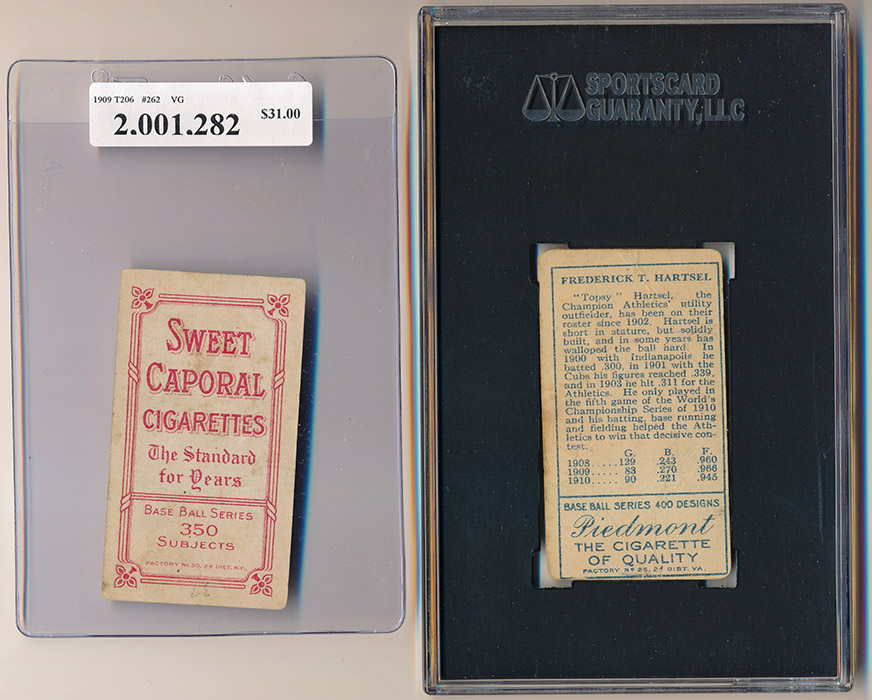 1909 T206 #262 VG
2.001.282 $31.00
SWEET
CAPORAL
CIGARETTES
The Standard
for Years
BASE BALL SERIES
350
SUBJECTS
FACTORY No. 30, 2d DIST. N.Y.
SPORTSCARD
GUARANTY, LLC
FREDERICK T. HARTSEL
"Topsy" Hartsel, the
Champion Athletics' utility
outfielder, has been on their
roster since 1902. Hartsel is
short in stature, but solidly
built, and in some years has
walloped the ball hard. In
1900 with Indianapolis he
batted .300, in 1901 with the
Cubs his figures reached .339,
and in 1903 he hit .311 for the
Athletics. He only played in
the fifth game of the World's
Championship Series of 1910
and his batting, base running
and fielding helped the Ath-
letics to win that decisive con-
test.
G. B. F.
1908.....129 .243 .960
1909.....83 .270 .966
1910.....90 .221 .945
BASE BALL SERIES 400 DESIGNS
Piedmont
THE CIGARETTE
OF QUALITY
FACTORY No 25, 2d DIST. VA.